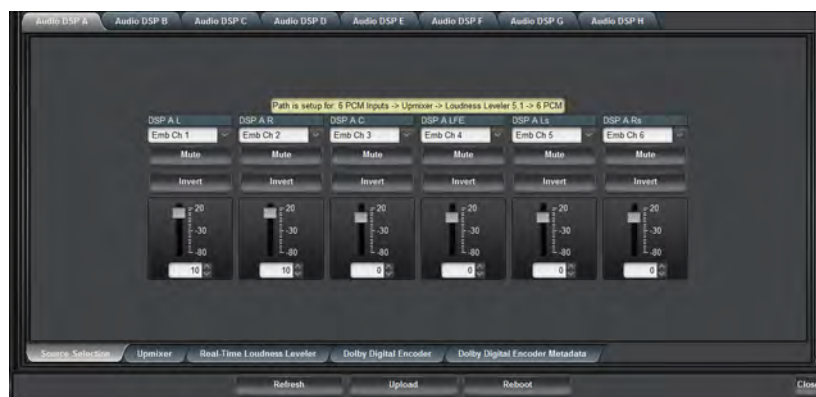 Audio DSP A Audio DSP B Audio DSP C Audio DSP D Audio DSP E Audio DSP F Audio DSP G Audio DSP H
Path is setup for: 6 PCM Inputs -> Upmixer -> Loudness Leveler 5.1 -> 6 PCM
DSP A L DSP A R DSP A C DSP A LFE DSP A Ls DSP A Rs
Emb Ch 1 Emb Ch 2 Emb Ch 3 Emb Ch 4 Emb Ch 5 Emb Ch 6
Mute Mute Mute Mute Mute Mute
Invert Invert Invert Invert Invert Invert
20 20 20 20 20 20
-30 -30 -30 -30 -30 -30
-80 -80 -80 -80 -80 -80
10 10 0 0 0 0
Source Selection Upmixer Real-Time Loudness Leveler Dolby Digital Encoder Dolby Digital Encoder Metadata
Refresh Upload Reboot Clos